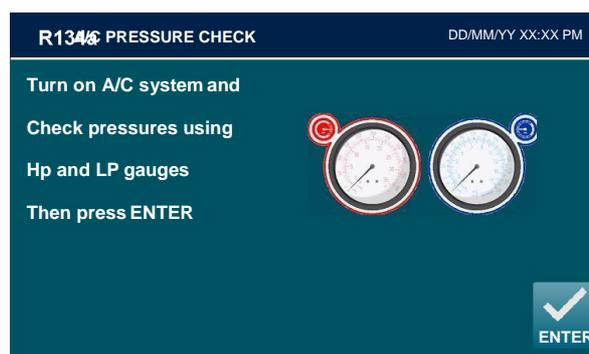 R134a A/C PRESSURE CHECK
DD/MM/YY XX:XX PM
Turn on A/C system and
Check pressures using
Hp and LP gauges
Then press ENTER
ENTER